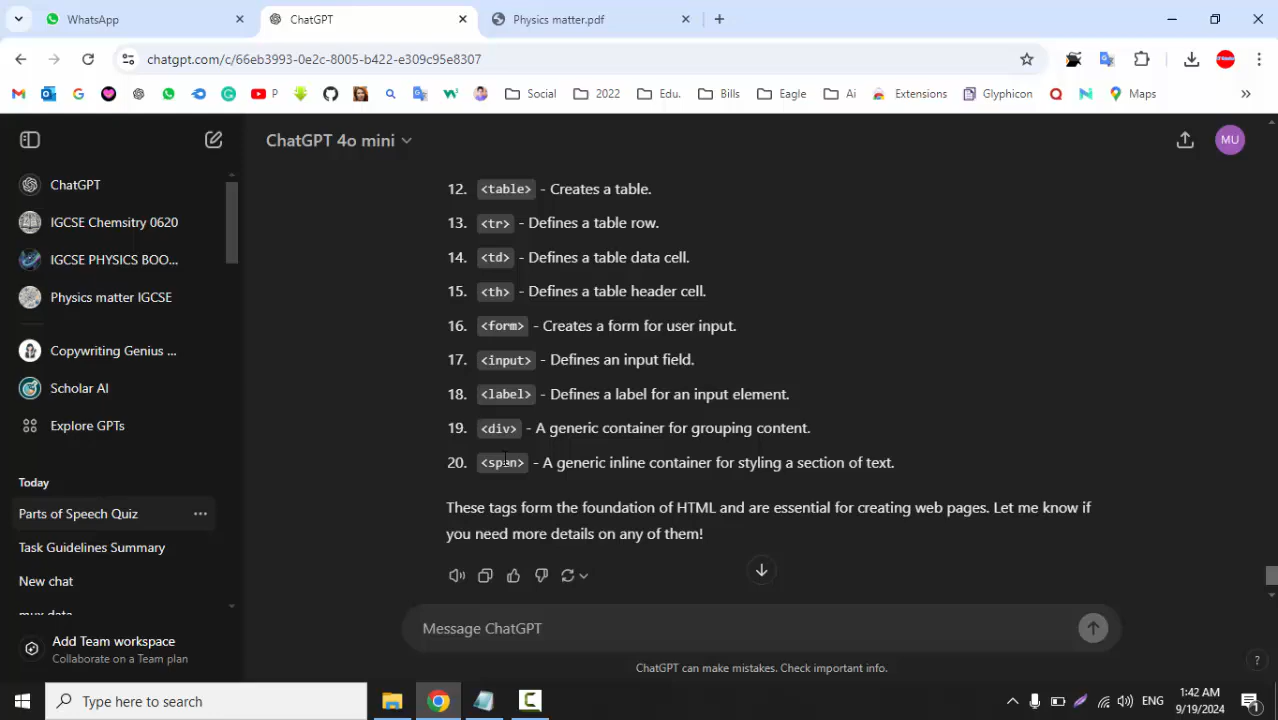 WhatsApp
ChatGPT
Physics matter.pdf
chatgpt.com/c/66eb3993-0e2c-8005-b422-e309c95e8307
P
Social
2022
Edu.
Bills
Eagle
Ai
Extensions
Glyphicon
Maps
ChatGPT 4o mini
MU
ChatGPT
IGCSE Chemsitry 0620
IGCSE PHYSICS BOO...
Physics matter IGCSE
Copywriting Genius ...
Scholar AI
Explore GPTs
Today
Parts of Speech Quiz
Task Guidelines Summary
New chat
mux data
Add Team workspace
Collaborate on a Team plan
12. <table> - Creates a table.
13. <tr> - Defines a table row.
14. <td> - Defines a table data cell.
15. <th> - Defines a table header cell.
16. <form> - Creates a form for user input.
17. <input> - Defines an input field.
18. <label> - Defines a label for an input element.
19. <div> - A generic container for grouping content.
20. <span> - A generic inline container for styling a section of text.
These tags form the foundation of HTML and are essential for creating web pages. Let me know if
you need more details on any of them!
Message ChatGPT
ChatGPT can make mistakes. Check important info.
?
Type here to search
ENG
1:42 AM
9/19/2024
1